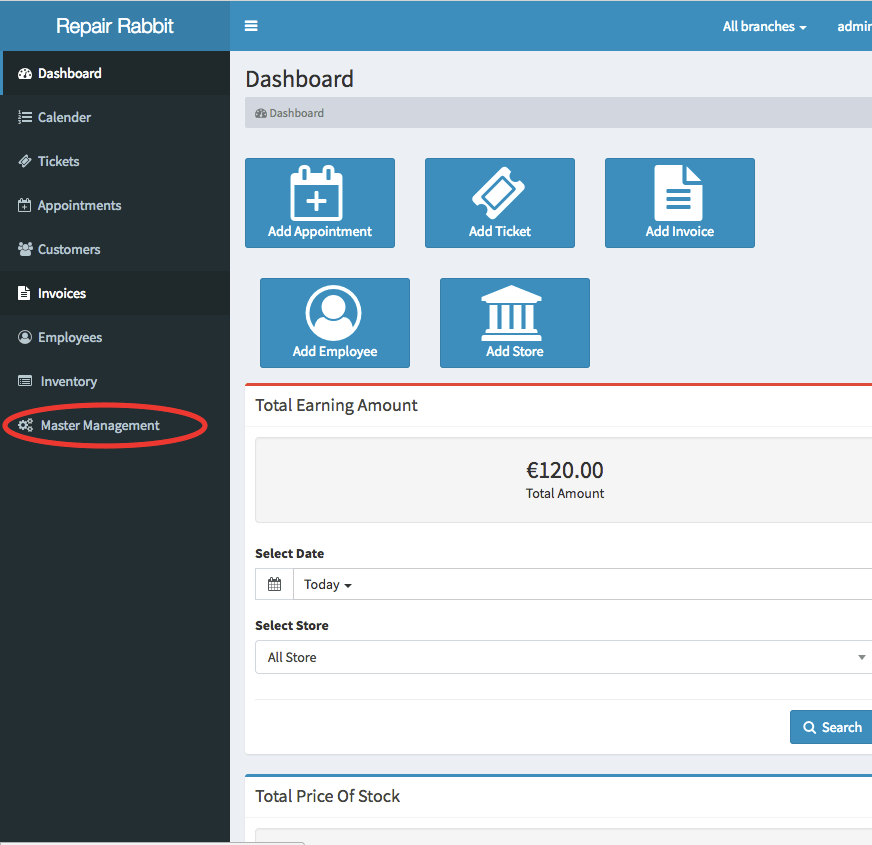 Repair Rabbit
All branches
admin
Dashboard
Calender
Tickets
Appointments
Customers
Invoices
Employees
Inventory
Master Management
Dashboard
Dashboard
Add Appointment
Add Ticket
Add Invoice
Add Employee
Add Store
Total Earning Amount
€120.00
Total Amount
Select Date
Today
Select Store
All Store
Search
Total Price Of Stock